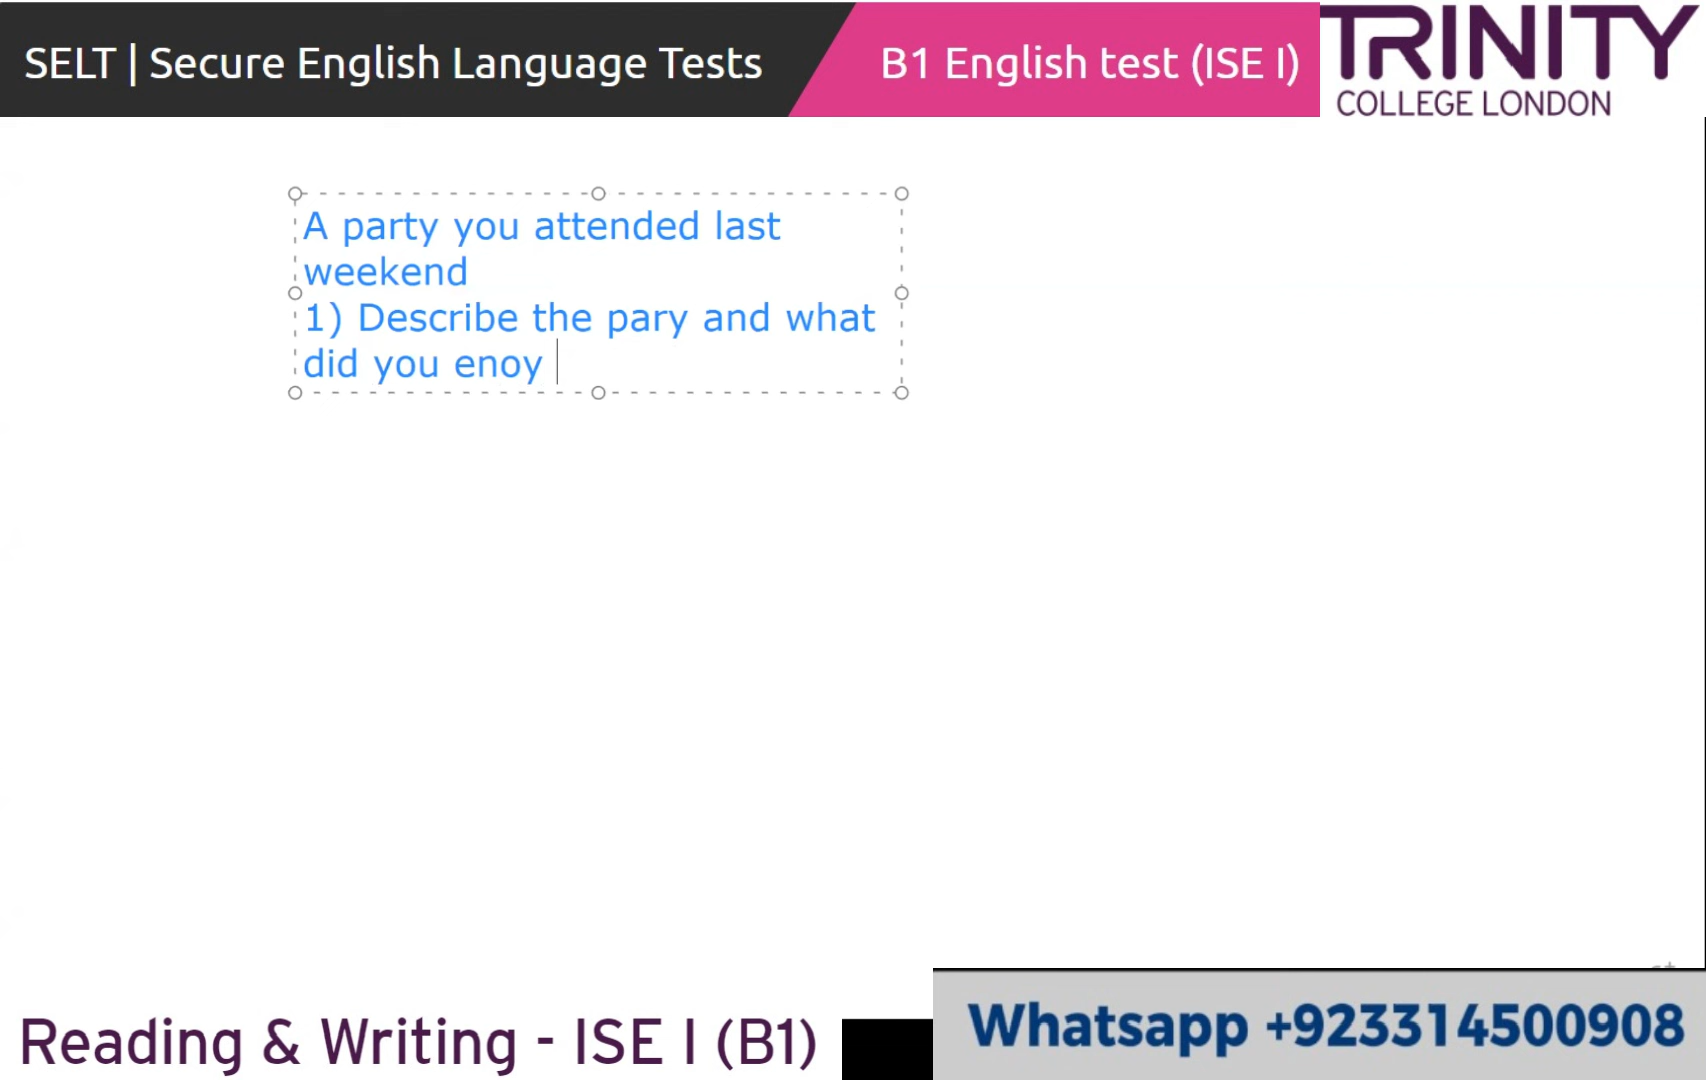 SELT | Secure English Language Tests
B1 English test (ISE I)
TRINITY
COLLEGE LONDON
A party you attended last
weekend
1) Describe the pary and what
did you enoy
Reading & Writing - ISE I (B1)
Whatsapp +923314500908